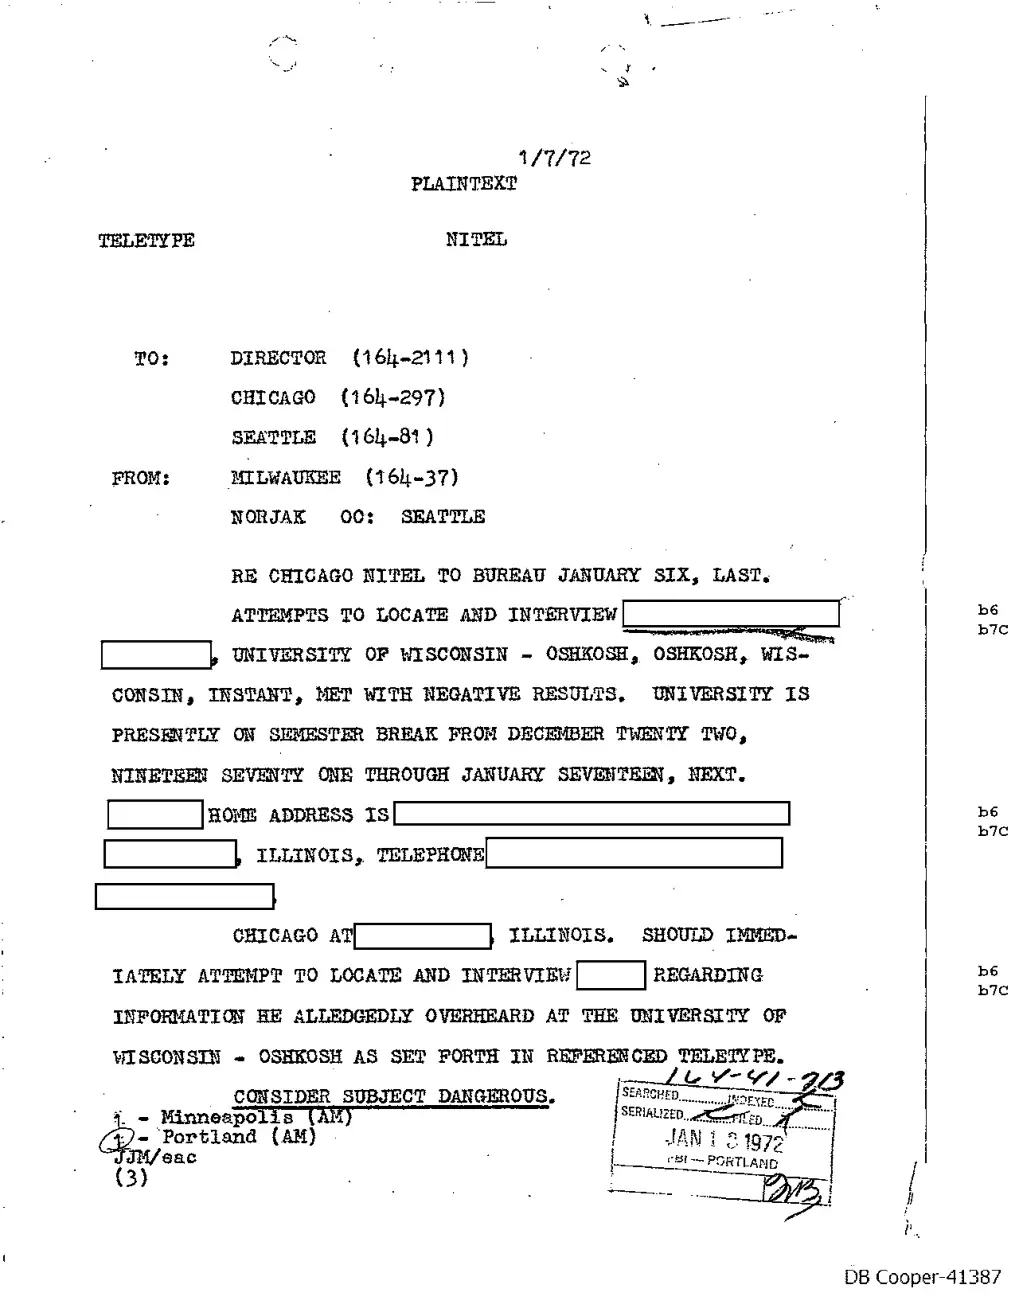 1/7/72
PLAINTEXT
TELETYPE NITEL
TO: DIRECTOR (164-2111)
CHICAGO (164-297)
SEATTLE (164-81)
FROM: MILWAUKEE (164-37)
NORJAK OO: SEATTLE
RE CHICAGO NITEL TO BUREAU JANUARY SIX, LAST.
ATTEMPTS TO LOCATE AND INTERVIEW
b6
b7C
, UNIVERSITY OF WISCONSIN - OSHKOSH, OSHKOSH, WIS-
CONSIN, INSTANT, MET WITH NEGATIVE RESULTS. UNIVERSITY IS
PRESENTLY ON SEMESTER BREAK FROM DECEMBER TWENTY TWO,
NINETEEN SEVENTY ONE THROUGH JANUARY SEVENTEEN, NEXT.
HOME ADDRESS IS
b6
b7C
, ILLINOIS, TELEPHONE
.
CHICAGO AT , ILLINOIS. SHOULD IMMED-
IATELY ATTEMPT TO LOCATE AND INTERVIEW REGARDING
b6
b7C
INFORMATION HE ALLEDGEDLY OVERHEARD AT THE UNIVERSITY OF
WISCONSIN - OSHKOSH AS SET FORTH IN REFERENCED TELETYPE.
164-41-213
CONSIDER SUBJECT DANGEROUS.
1 - Minneapolis (AM)
1 - Portland (AM)
JJM/eac
(3)
SEARCHED INDEXED
SERIALIZED FILED
JAN 13 1972
FBI — PORTLAND
DB Cooper-41387